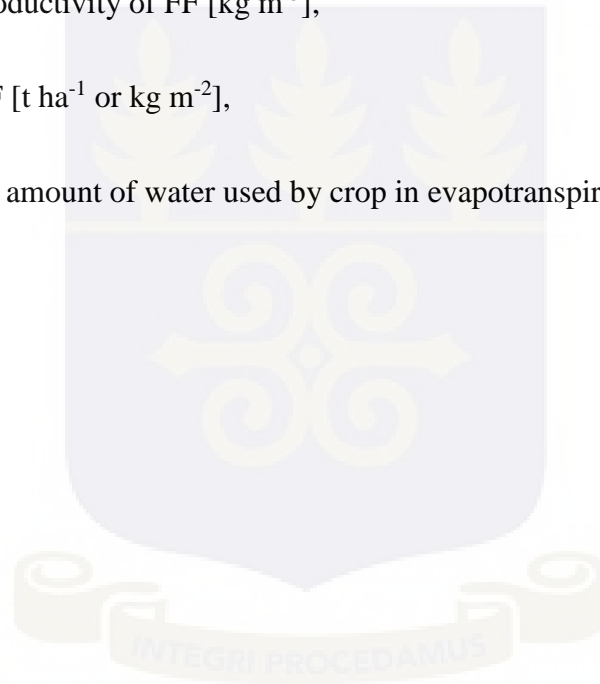 oductivity of FF [kg m⁻³],
F [t ha⁻¹ or kg m⁻²],
amount of water used by crop in evapotranspir
INTEGRI PROCEDAMUS